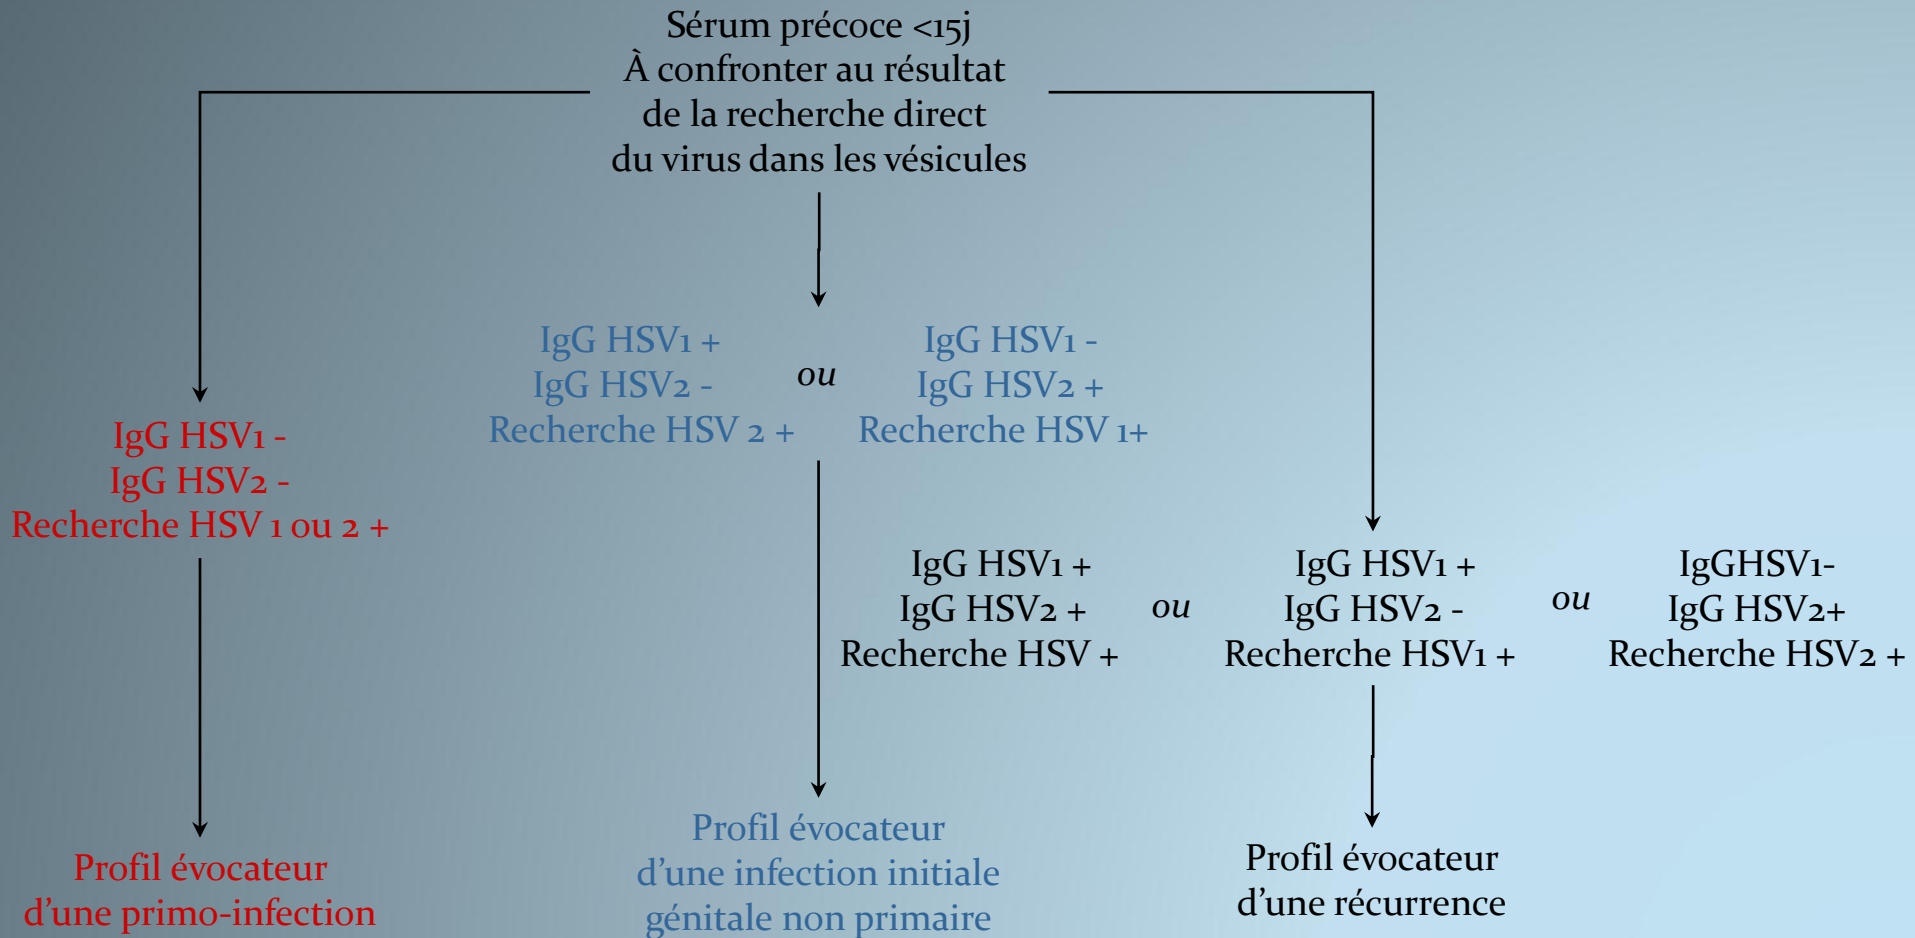 Sérum précoce <15j
À confronter au résultat
de la recherche direct
du virus dans les vésicules
IgG HSV1 -
IgG HSV2 -
Recherche HSV 1 ou 2 +
Profil évocateur
d'une primo-infection
IgG HSV1 +
IgG HSV2 -
Recherche HSV 2 +
ou
IgG HSV1 -
IgG HSV2 +
Recherche HSV 1+
Profil évocateur
d'une infection initiale
génitale non primaire
IgG HSV1 +
IgG HSV2 +
Recherche HSV +
ou
IgG HSV1 +
IgG HSV2 -
Recherche HSV1 +
ou
IgGHSV1-
IgG HSV2+
Recherche HSV2 +
Profil évocateur
d'une récurrence